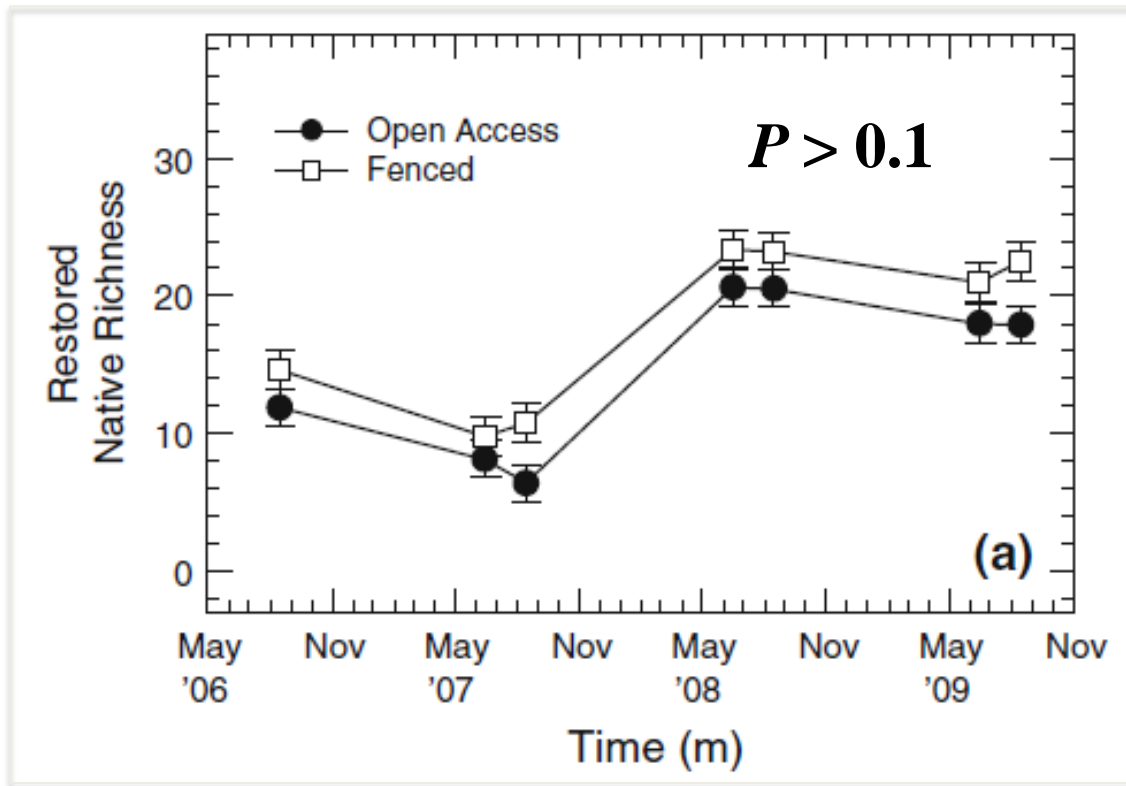 Open Access
Fenced
P > 0.1
Restored
Native Richness
30
20
10
0
(a)
May Nov May Nov May Nov May Nov
'06 '07 '08 '09
Time (m)